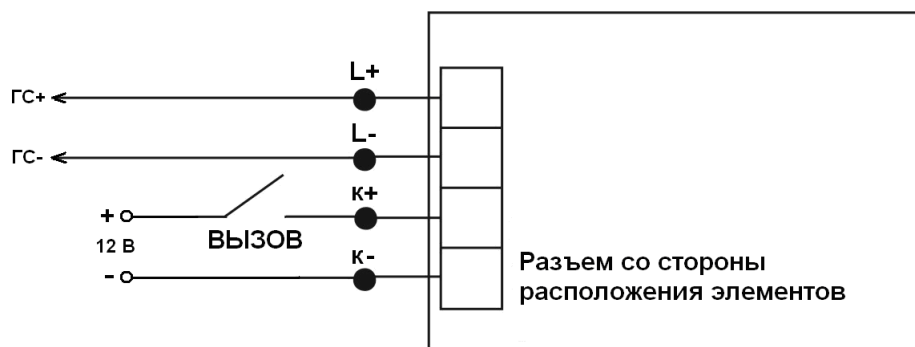 L+
ГС+
L-
ГС-
к+
+
12 В
ВЫЗОВ
к-
-
Разъем со стороны
расположения элементов